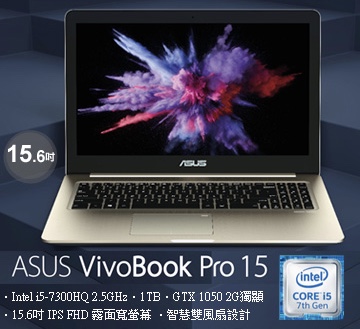 15.6吋
ASUS
ASUS VivoBook Pro 15
‧Intel i5-7300HQ 2.5GHz‧1TB‧GTX 1050 2G獨顯
‧15.6吋 IPS FHD 霧面寬螢幕 ‧智慧雙風扇設計
intel
CORE i5
7th Gen